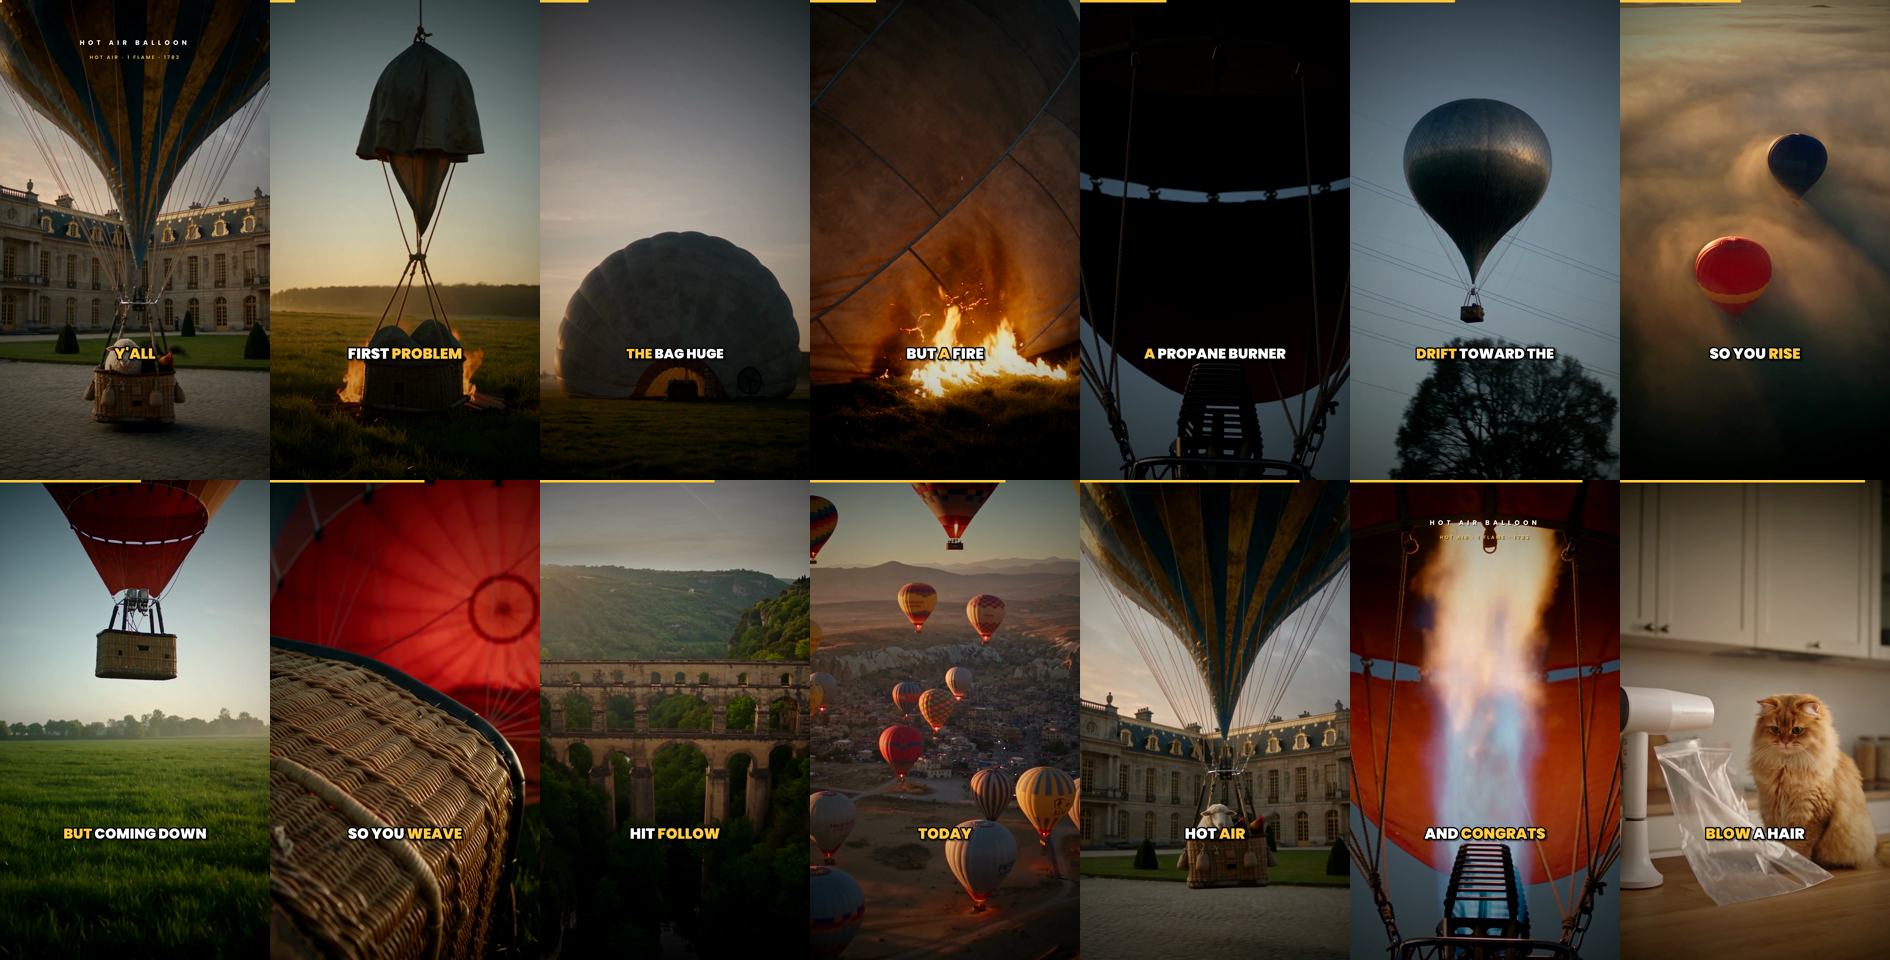 HOT AIR BALLOON
HOT AIR · 1 FLAME · 1783
Y'ALL
FIRST PROBLEM
THE BAG HUGE
BUT A FIRE
A PROPANE BURNER
DRIFT TOWARD THE
SO YOU RISE
BUT COMING DOWN
SO YOU WEAVE
HIT FOLLOW
TODAY
HOT AIR
HOT AIR BALLOON
HOT AIR · 1 FLAME · 1783
AND CONGRATS
BLOW A HAIR